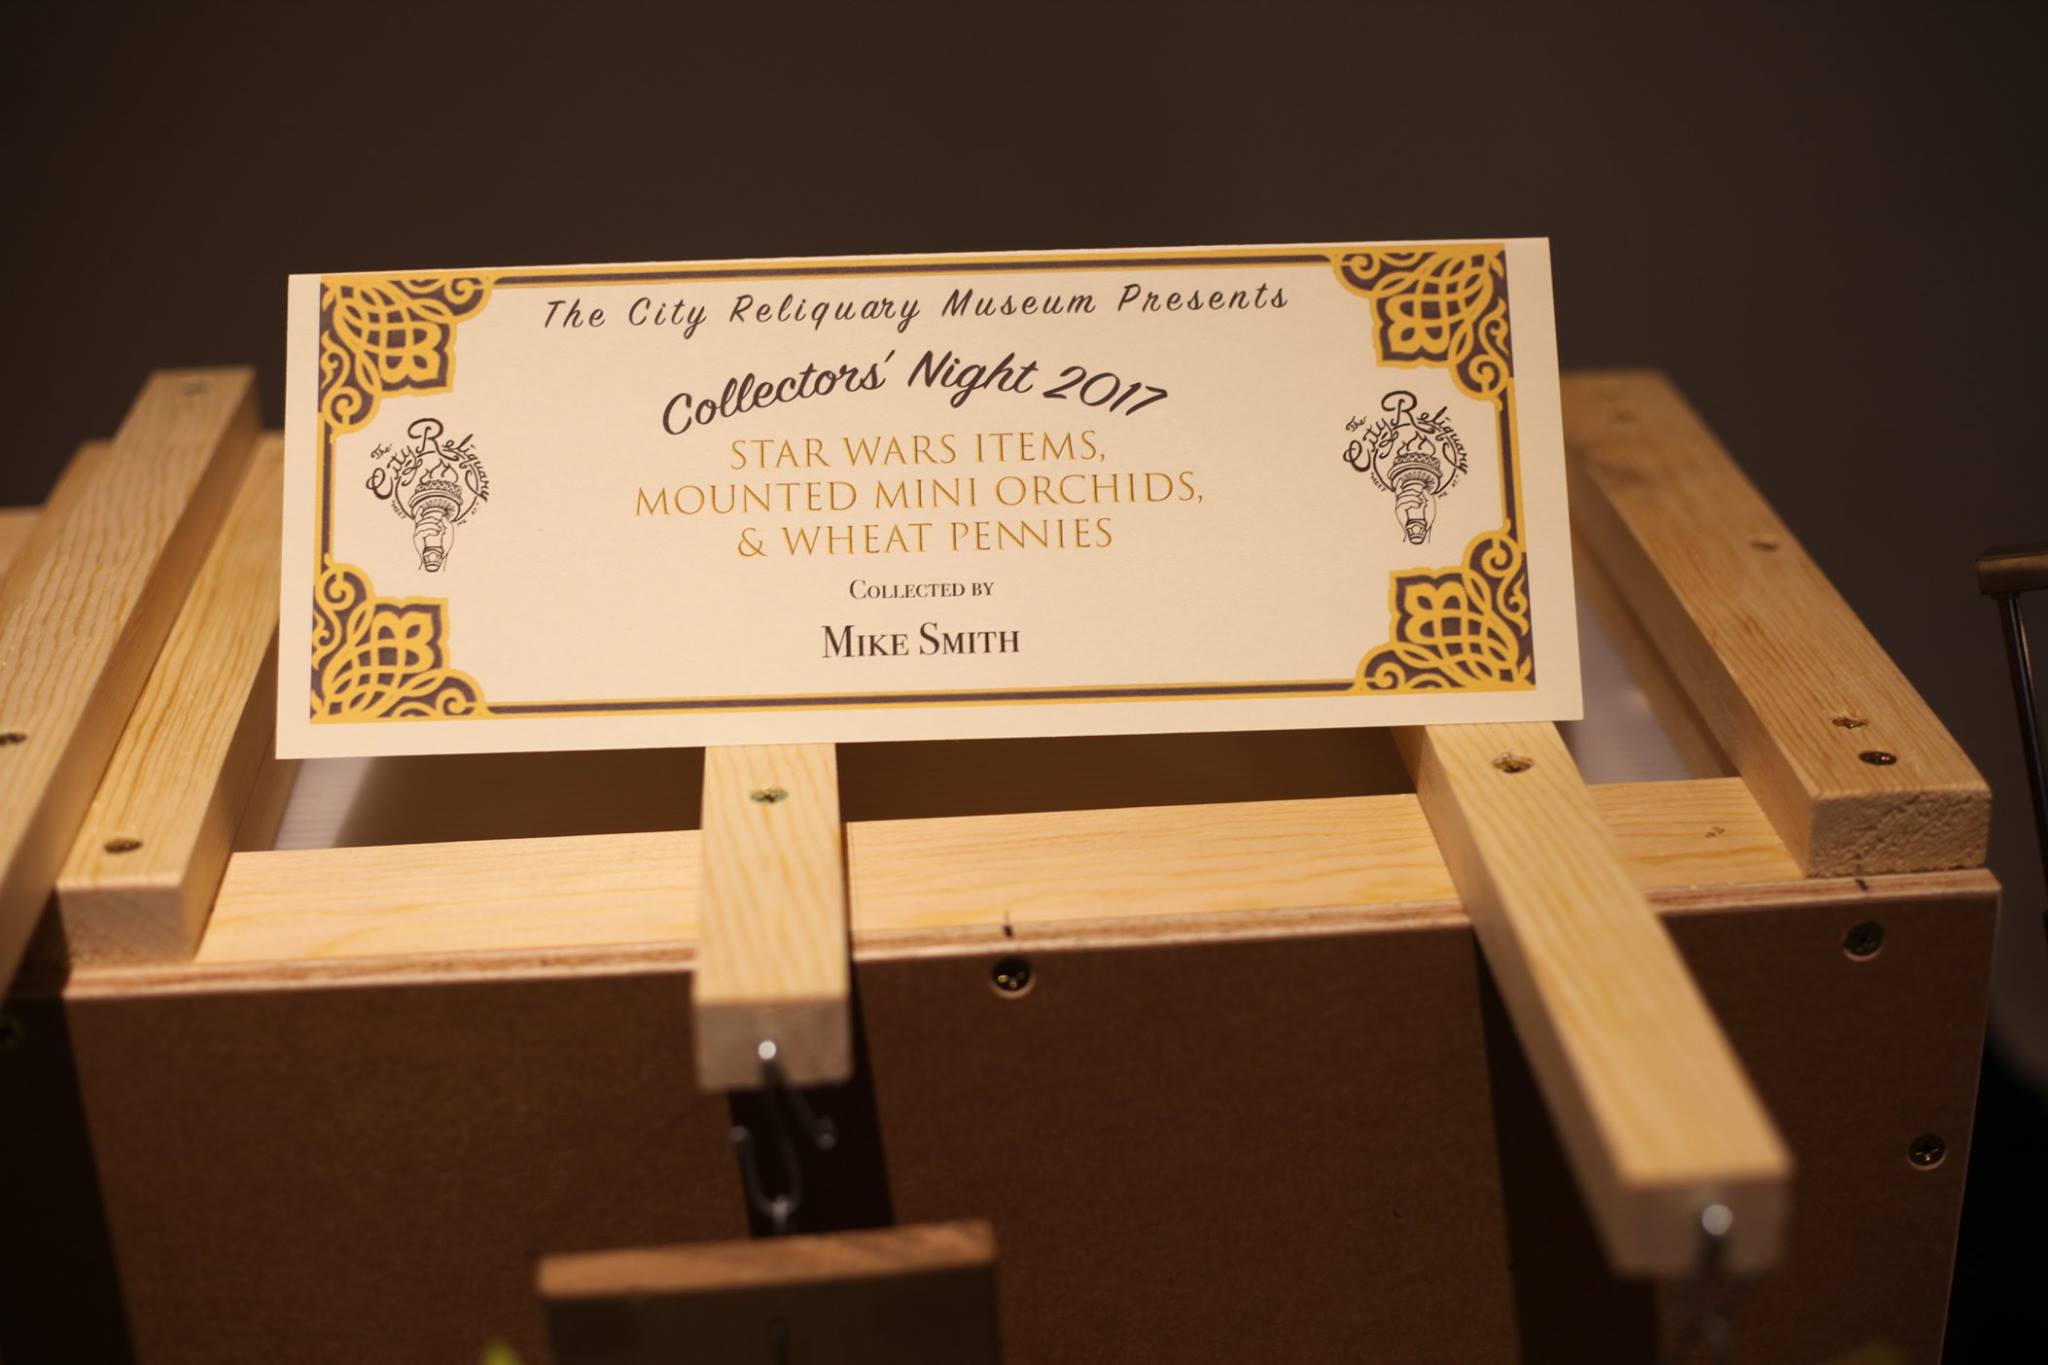 The City Reliquary Museum Presents
Collectors' Night 2017
STAR WARS ITEMS,
MOUNTED MINI ORCHIDS,
& WHEAT PENNIES
COLLECTED BY
MIKE SMITH
The
City Reliquary
The
City Reliquary